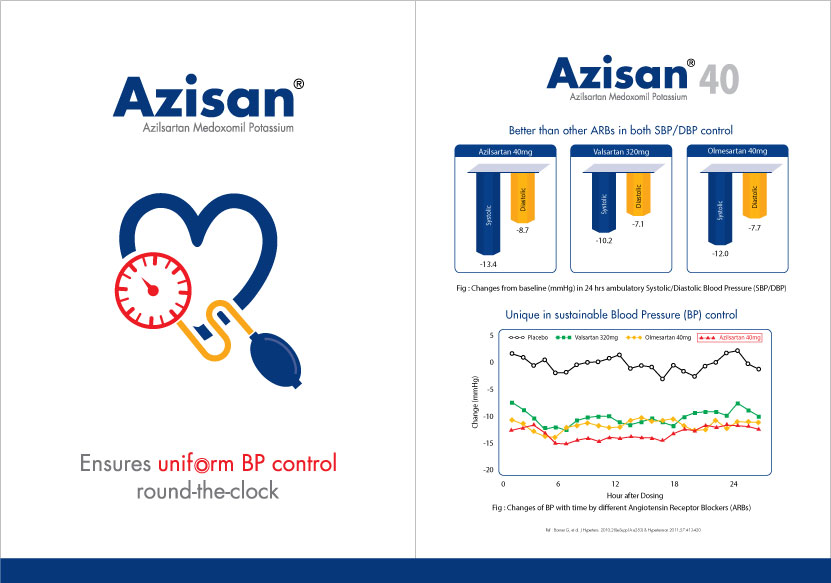 Azisan®
Azilsartan Medoxomil Potassium
Ensures uniform BP control
round-the-clock
Azisan® 40
Azilsartan Medoxomil Potassium
Better than other ARBs in both SBP/DBP control
Azilsartan 40mg
Systolic
Diastolic
-8.7
-13.4
Valsartan 320mg
Systolic
Diastolic
-7.1
-10.2
Olmesartan 40mg
Systolic
Diastolic
-7.7
-12.0
Fig : Changes from baseline (mmHg) in 24 hrs ambulatory Systolic/Diastolic Blood Pressure (SBP/DBP)
Unique in sustainable Blood Pressure (BP) control
Placebo Valsartan 320mg Olmesartan 40mg Azilsartan 40mg
Change (mmHg)
5
0
-5
-10
-15
-20
0 6 12 18 24
Hour after Dosing
Fig : Changes of BP with time by different Angiotensin Receptor Blockers (ARBs)